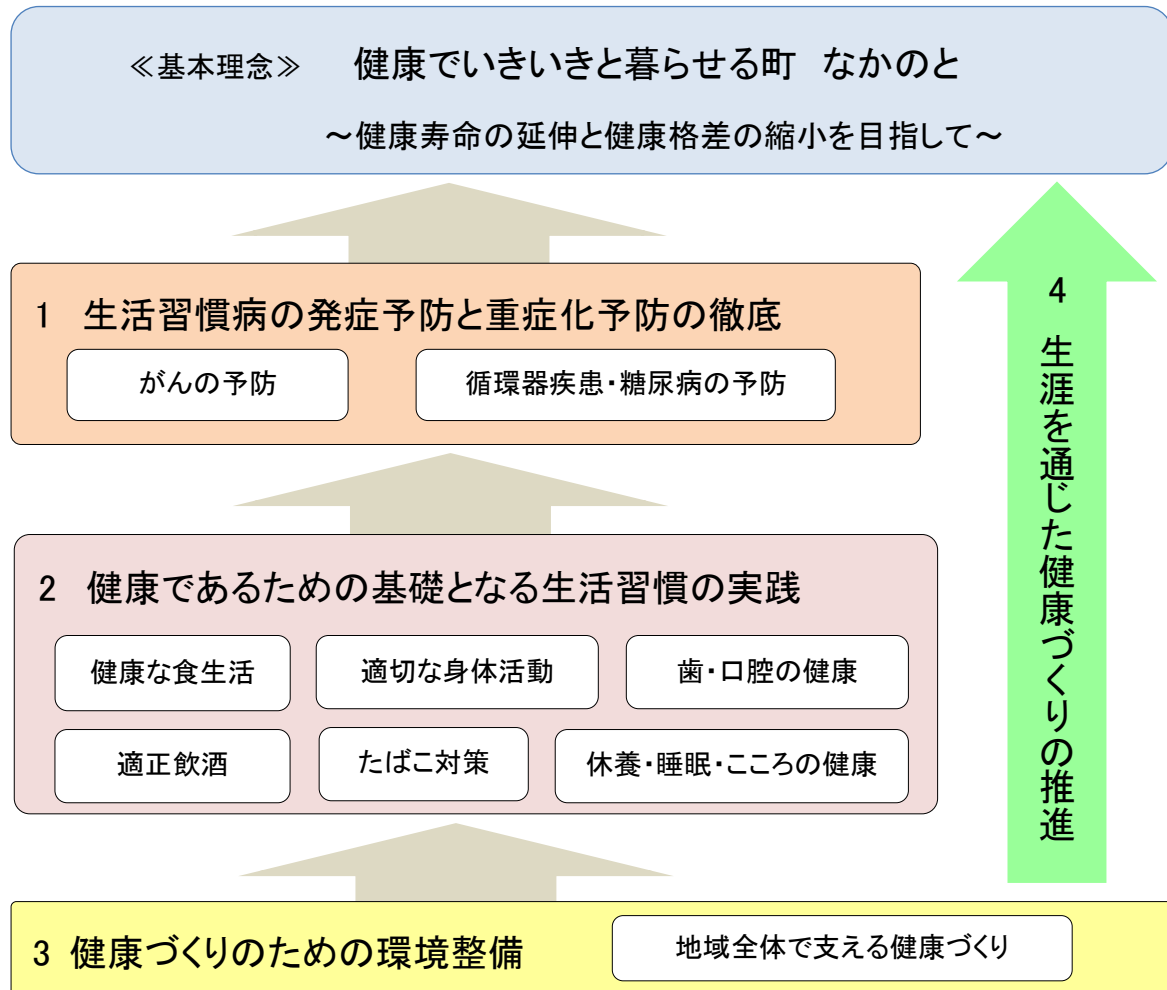 ≪基本理念≫　健康でいきいきと暮らせる町　なかのと
～健康寿命の延伸と健康格差の縮小を目指して～
1　生活習慣病の発症予防と重症化予防の徹底
がんの予防
循環器疾患・糖尿病の予防
2　健康であるための基礎となる生活習慣の実践
健康な食生活
適切な身体活動
歯・口腔の健康
適正飲酒
たばこ対策
休養・睡眠・こころの健康
3 健康づくりのための環境整備
地域全体で支える健康づくり
4　生涯を通じた健康づくりの推進